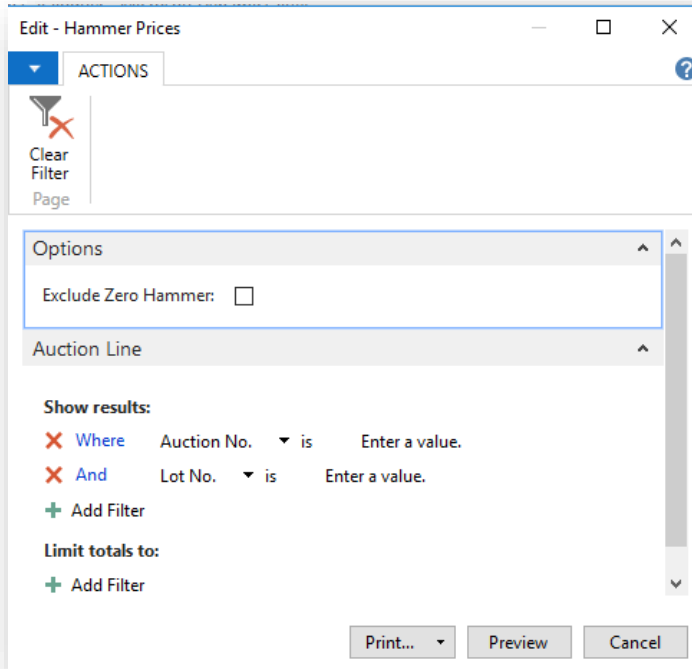 Edit - Hammer Prices
ACTIONS
?
Clear
Filter
Page
Options
Exclude Zero Hammer:
Auction Line
Show results:
Where Auction No. is Enter a value.
And Lot No. is Enter a value.
Add Filter
Limit totals to:
Add Filter
Print... Preview Cancel